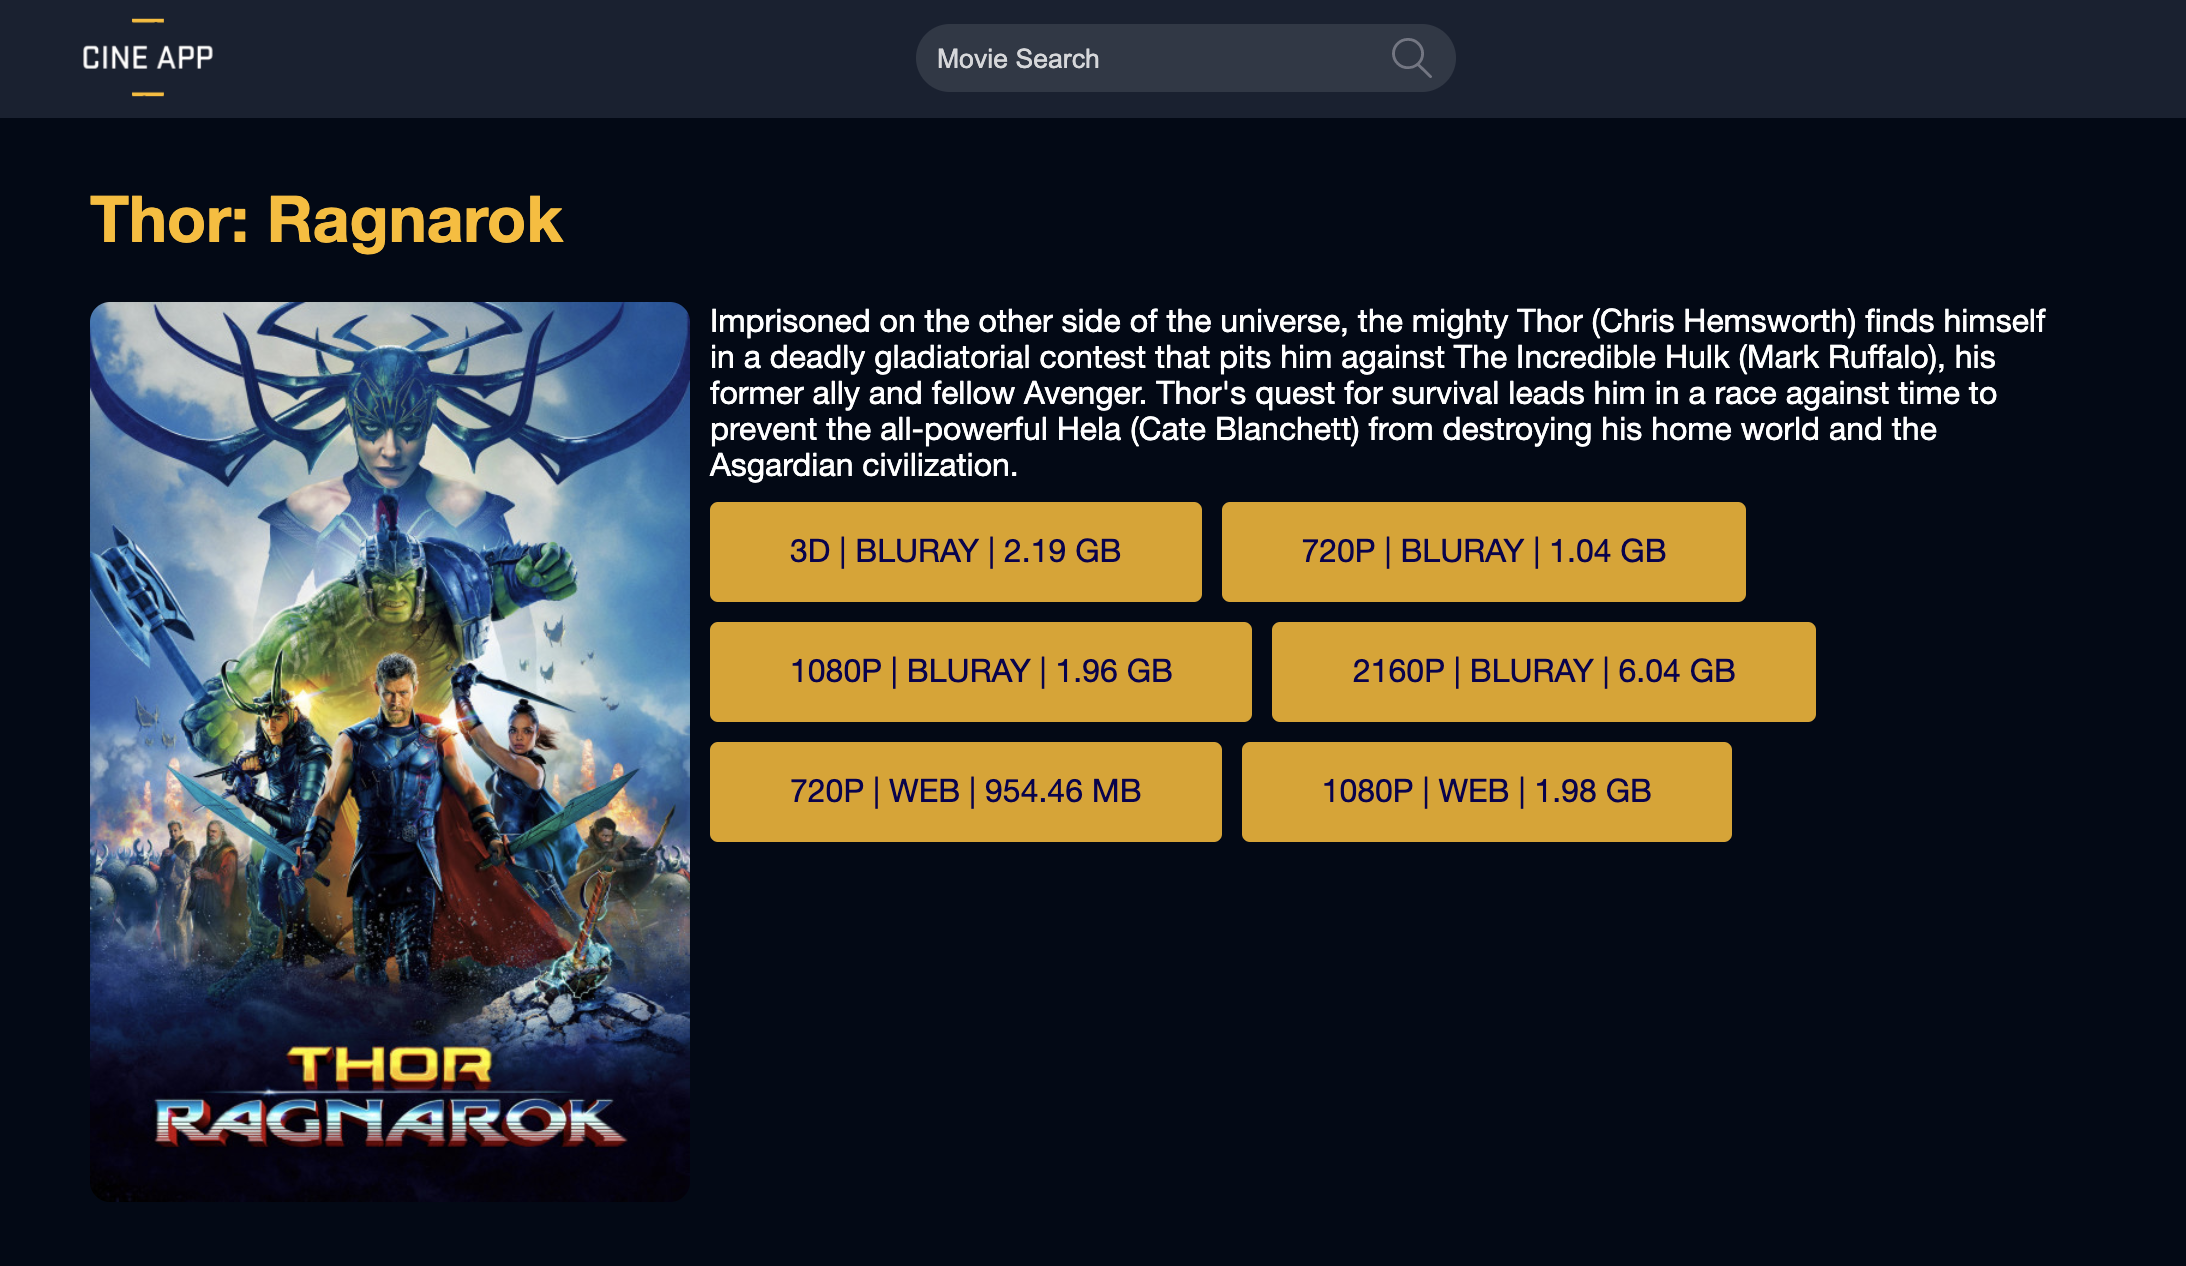 CINE APP
Movie Search
Thor: Ragnarok
Imprisoned on the other side of the universe, the mighty Thor (Chris Hemsworth) finds himself
in a deadly gladiatorial contest that pits him against The Incredible Hulk (Mark Ruffalo), his
former ally and fellow Avenger. Thor's quest for survival leads him in a race against time to
prevent the all-powerful Hela (Cate Blanchett) from destroying his home world and the
Asgardian civilization.
3D | BLURAY | 2.19 GB
720P | BLURAY | 1.04 GB
1080P | BLURAY | 1.96 GB
2160P | BLURAY | 6.04 GB
720P | WEB | 954.46 MB
1080P | WEB | 1.98 GB
THOR
RAGNAROK